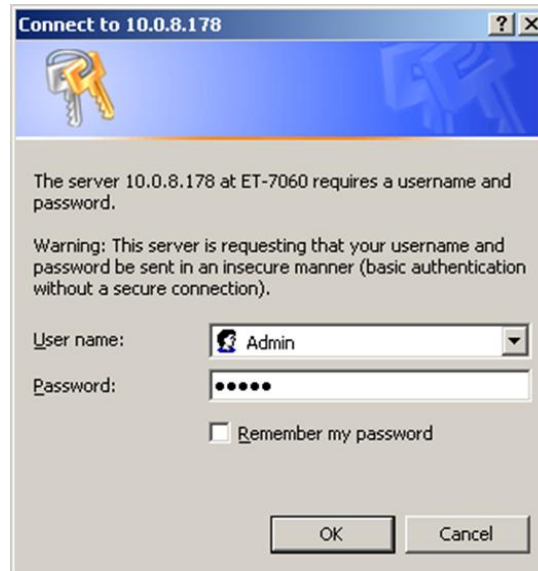 Connect to 10.0.8.178
The server 10.0.8.178 at ET-7060 requires a username and
password.
Warning: This server is requesting that your username and
password be sent in an insecure manner (basic authentication
without a secure connection).
User name:
Admin
Password:
•••••
Remember my password
OK
Cancel